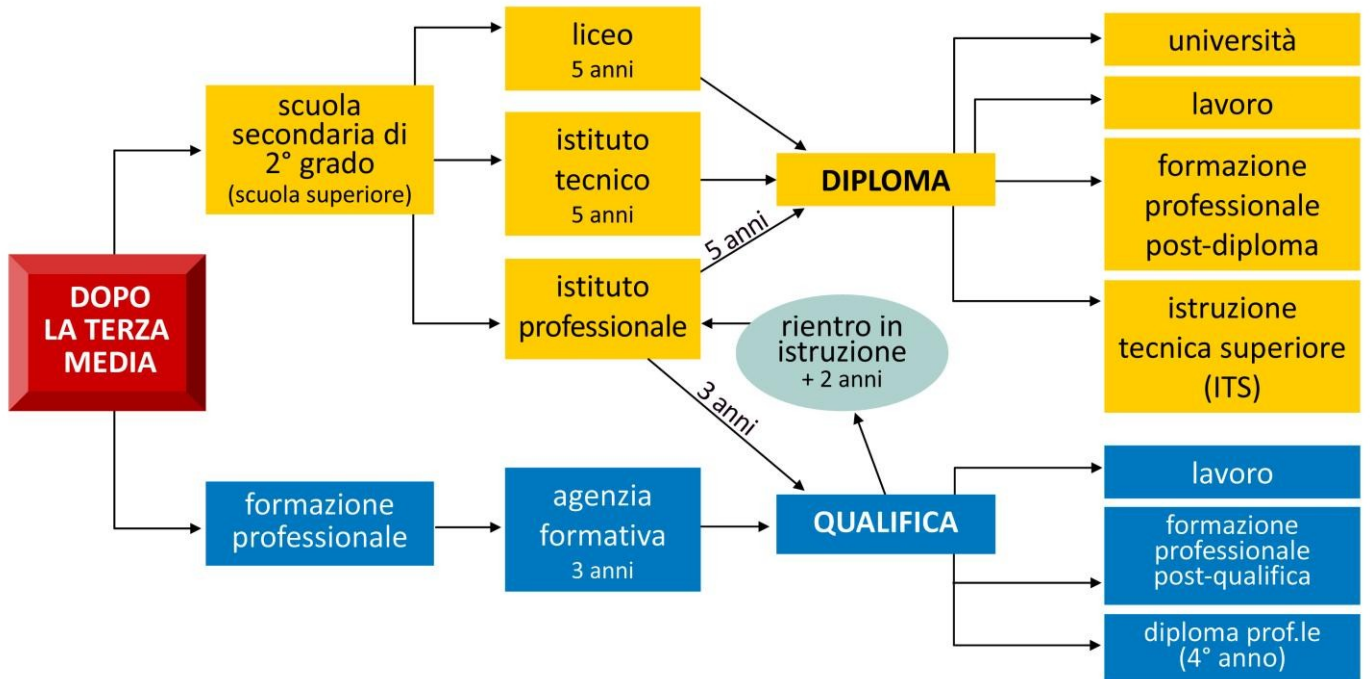 DOPO
LA TERZA
MEDIA
scuola
secondaria di
2° grado
(scuola superiore)
formazione
professionale
liceo
5 anni
istituto
tecnico
5 anni
istituto
professionale
agenzia
formativa
3 anni
5 anni
3 anni
rientro in
istruzione
+ 2 anni
DIPLOMA
QUALIFICA
università
lavoro
formazione
professionale
post-diploma
istruzione
tecnica superiore
(ITS)
lavoro
formazione
professionale
post-qualifica
diploma prof.le
(4° anno)